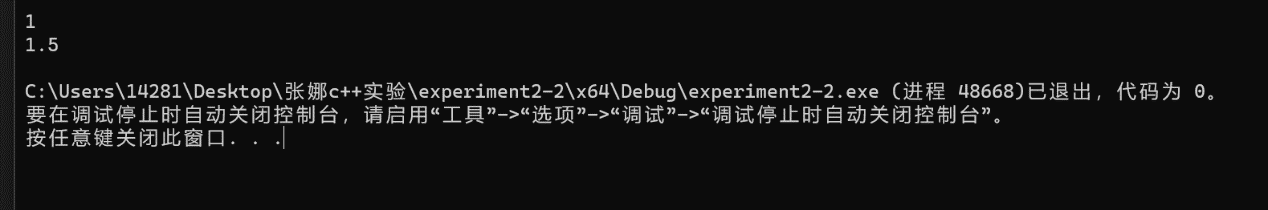 1
1.5
C:\Users\14281\Desktop\张娜c++实验\experiment2-2\x64\Debug\experiment2-2.exe (进程 48668)已退出，代码为 0。
要在调试停止时自动关闭控制台，请启用“工具”->“选项”->“调试”->“调试停止时自动关闭控制台”。
按任意键关闭此窗口. . .